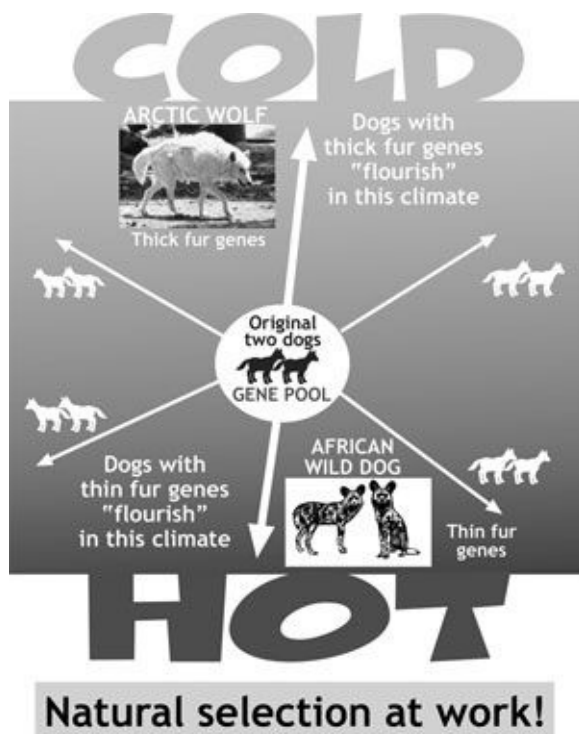 COLD
ARCTIC WOLF
Thick fur genes
Dogs with
thick fur genes
“flourish”
in this climate
Original
two dogs
GENE POOL
Dogs with
thin fur genes
“flourish”
in this climate
AFRICAN
WILD DOG
Thin fur
genes
HOT
Natural selection at work!